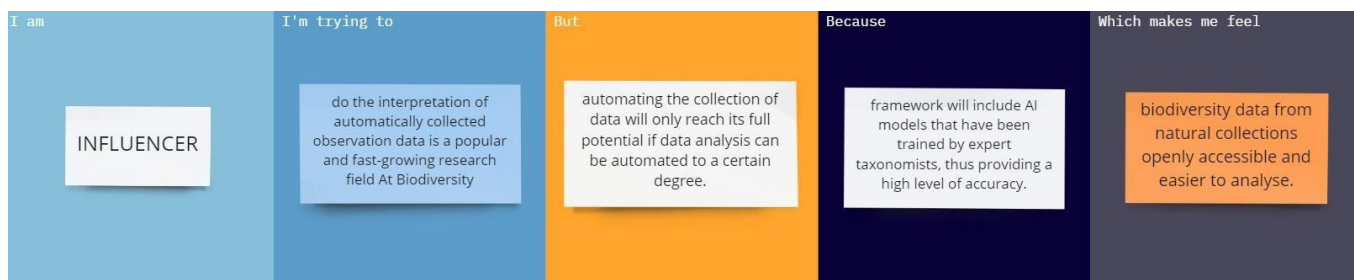 I am
INFLUENCER
I'm trying to
do the interpretation of
automatically collected
observation data is a popular
and fast-growing research
field At Biodiversity
But
automating the collection of
data will only reach its full
potential if data analysis can
be automated to a certain
degree.
Because
framework will include AI
models that have been
trained by expert
taxonomists, thus providing a
high level of accuracy.
Which makes me feel
biodiversity data from
natural collections
openly accessible and
easier to analyse.